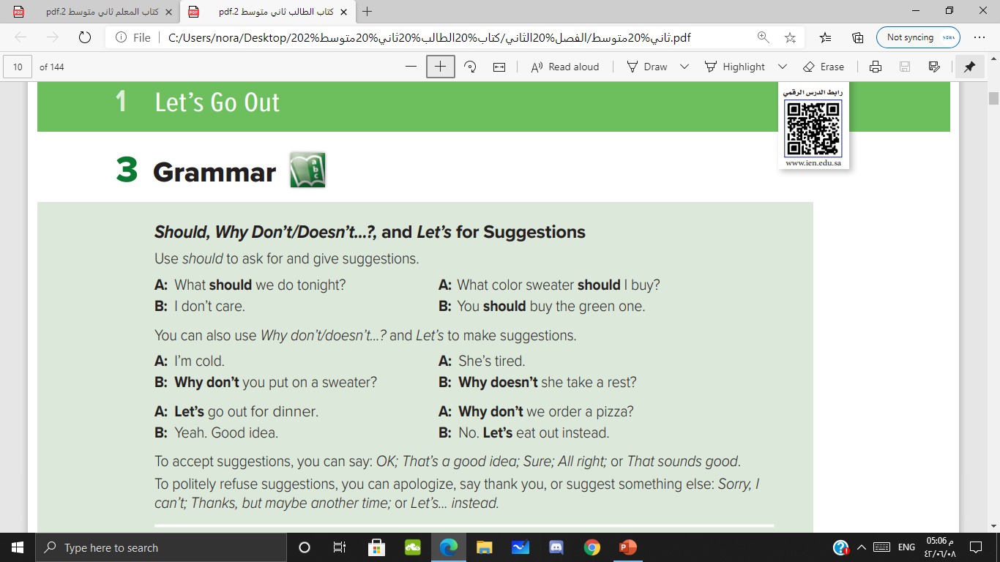 كتاب المعلم ثاني متوسط 2.pdf
كتاب الطالب ثاني متوسط 2.pdf
File
C:/Users/nora/Desktop/202%ثاني%20متوسط/الفصل%20الثاني/كتاب%20الطالب%20ثاني%20متوسط.pdf
Not syncing
NORA
10 of 144
Read aloud
Draw
Highlight
Erase
1 Let's Go Out
رابط الدرس الرقمي
www.ien.edu.sa
3 Grammar
a b c
Should, Why Don't/Doesn't...?, and Let's for Suggestions
Use should to ask for and give suggestions.
A: What should we do tonight?
B: I don't care.
A: What color sweater should I buy?
B: You should buy the green one.
You can also use Why don't/doesn't...? and Let's to make suggestions.
A: I'm cold.
B: Why don't you put on a sweater?
A: She's tired.
B: Why doesn't she take a rest?
A: Let's go out for dinner.
B: Yeah. Good idea.
A: Why don't we order a pizza?
B: No. Let's eat out instead.
To accept suggestions, you can say: OK; That's a good idea; Sure; All right; or That sounds good.
To politely refuse suggestions, you can apologize, say thank you, or suggest something else: Sorry, I
can't; Thanks, but maybe another time; or Let's... instead.
Type here to search
ENG
05:06 م
٤٢/٠٦/٠٨